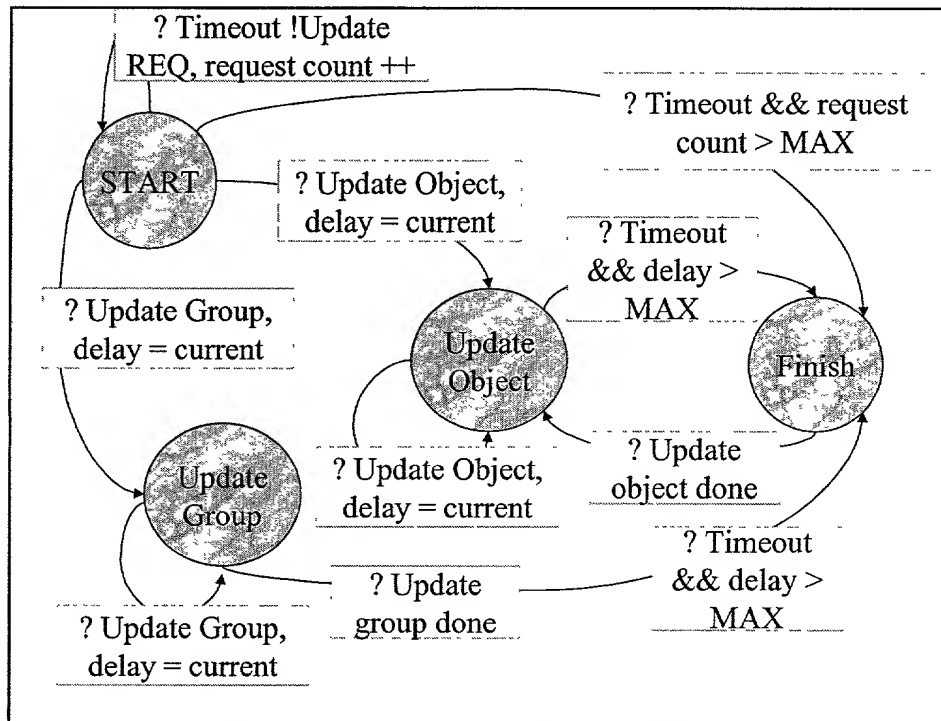 ? Timeout !Update
REQ, request count ++
? Timeout && request
count > MAX
START
? Update Object,
delay = current
? Timeout
&& delay >
MAX
? Update Group,
delay = current
Update
Object
Finish
? Update Object,
delay = current
? Update
object done
Update
Group
? Timeout
&& delay >
MAX
? Update
group done
? Update Group,
delay = current